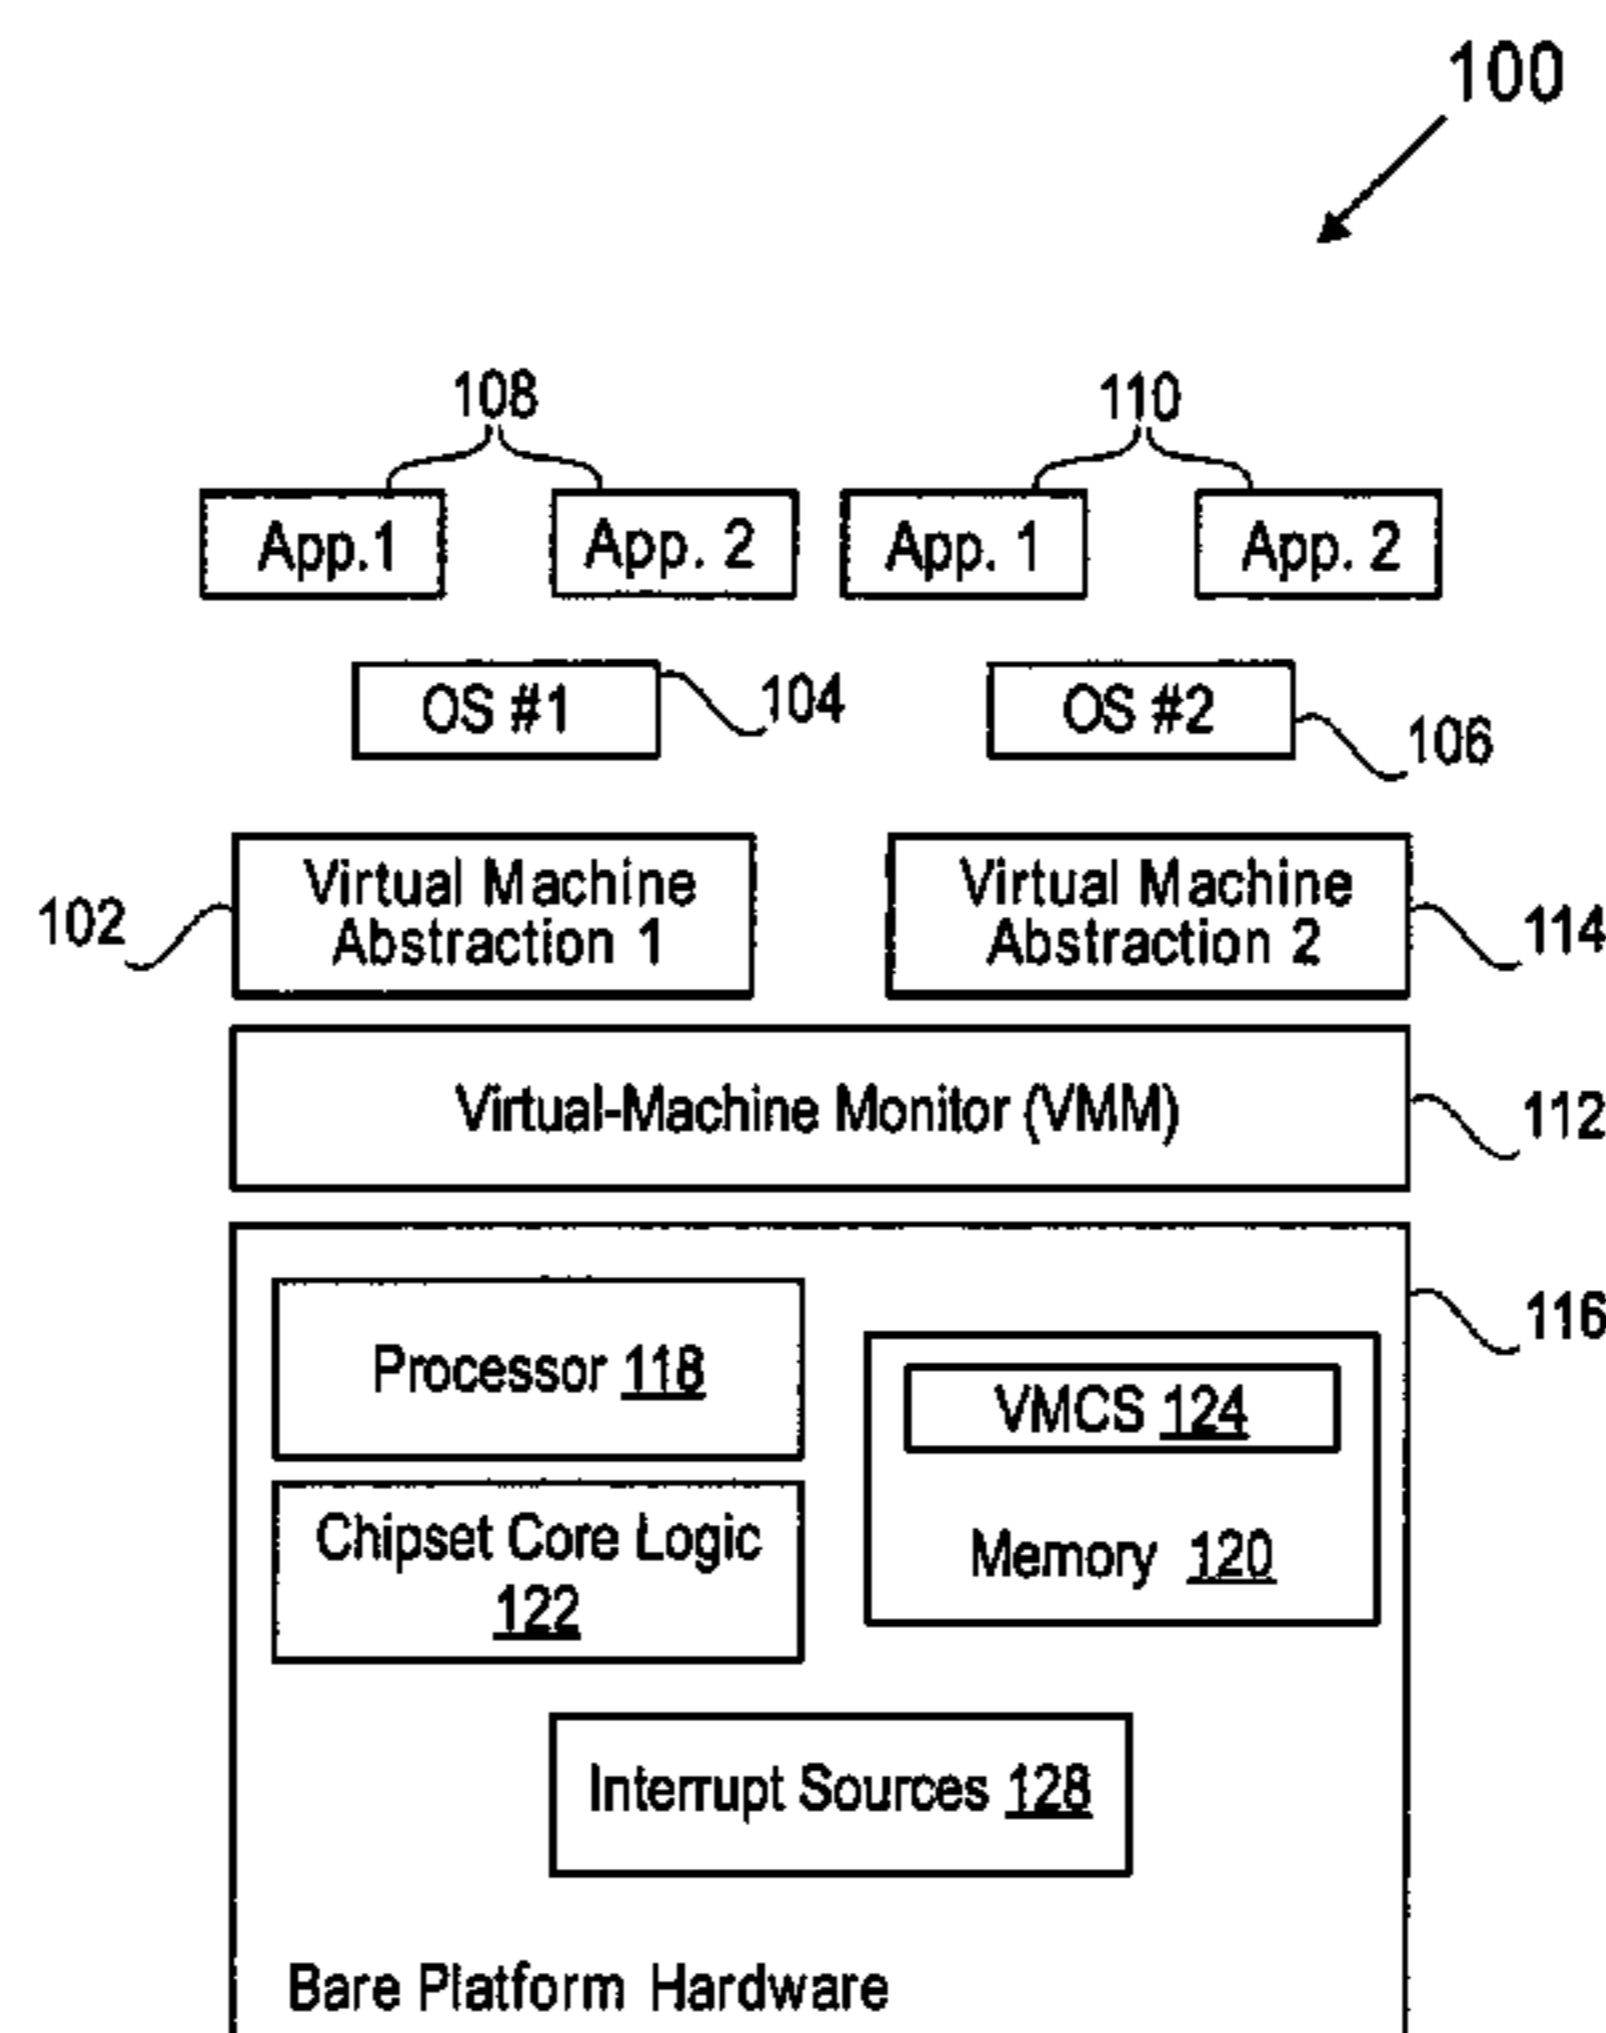 100
108
110
App.1
App. 2
App. 1
App. 2
OS #1
104
OS #2
106
102
Virtual Machine
Abstraction 1
Virtual Machine
Abstraction 2
114
Virtual-Machine Monitor (VMM)
112
116
Processor 118
VMCS 124
Chipset Core Logic
122
Memory 120
Interrupt Sources 128
Bare Platform Hardware